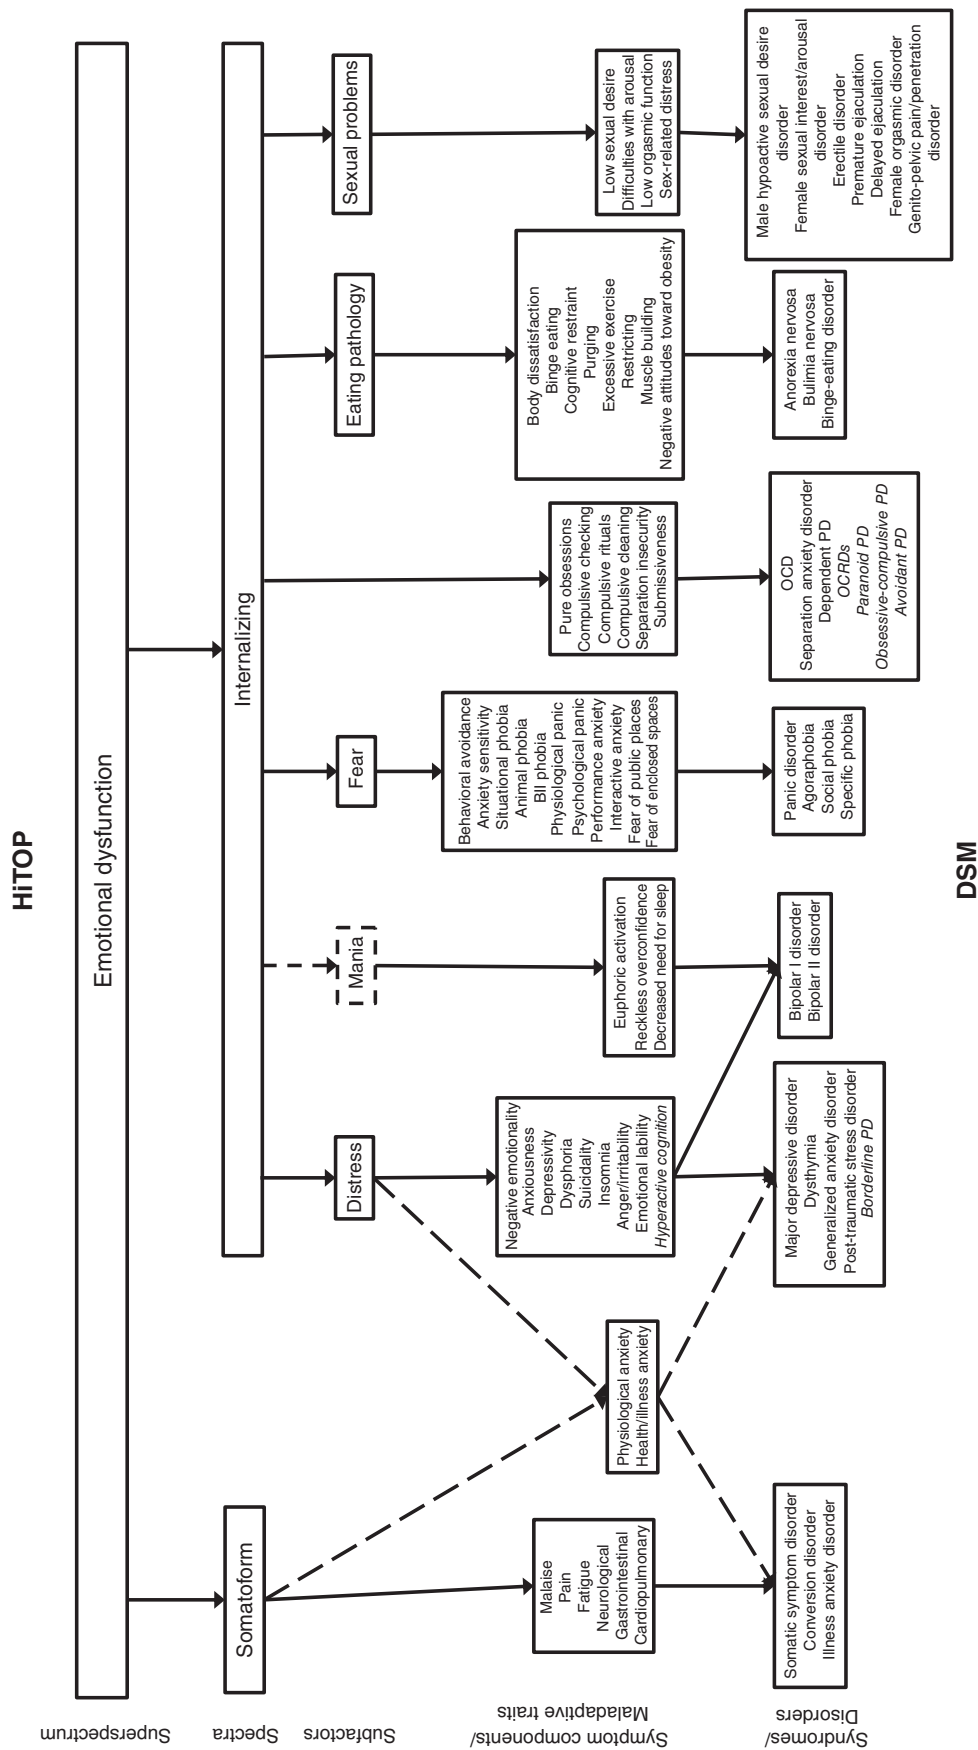 HiTOP
Superspectrum
Emotional dysfunction
Spectra
Somatoform
Internalizing
Subfactors
Distress
Mania
Fear
Eating pathology
Sexual problems
Symptom components/
Maladaptive traits
Malaise
Pain
Fatigue
Neurological
Gastrointestinal
Cardiopulmonary
Physiological anxiety
Health/illness anxiety
Negative emotionality
Anxiousness
Depressivity
Dysphoria
Suicidality
Insomnia
Anger/irritability
Emotional lability
Hyperactive cognition
Euphoric activation
Reckless overconfidence
Decreased need for sleep
Behavioral avoidance
Anxiety sensitivity
Situational phobia
Animal phobia
BII phobia
Physiological panic
Psychological panic
Performance anxiety
Interactive anxiety
Fear of public places
Fear of enclosed spaces
Pure obsessions
Compulsive checking
Compulsive rituals
Compulsive cleaning
Separation insecurity
Submissiveness
Body dissatisfaction
Binge eating
Cognitive restraint
Purging
Excessive exercise
Restricting
Muscle building
Negative attitudes toward obesity
Low sexual desire
Difficulties with arousal
Low orgasmic function
Sex-related distress
Syndromes/
Disorders
Somatic symptom disorder
Conversion disorder
Illness anxiety disorder
Major depressive disorder
Dysthymia
Generalized anxiety disorder
Post-traumatic stress disorder
Borderline PD
Bipolar I disorder
Bipolar II disorder
Panic disorder
Agoraphobia
Social phobia
Specific phobia
OCD
Separation anxiety disorder
Dependent PD
OCRDs
Paranoid PD
Obsessive-compulsive PD
Avoidant PD
Anorexia nervosa
Bulimia nervosa
Binge-eating disorder
Male hypoactive sexual desire
disorder
Female sexual interest/arousal
disorder
Erectile disorder
Premature ejaculation
Delayed ejaculation
Female orgasmic disorder
Genito-pelvic pain/penetration
disorder
DSM